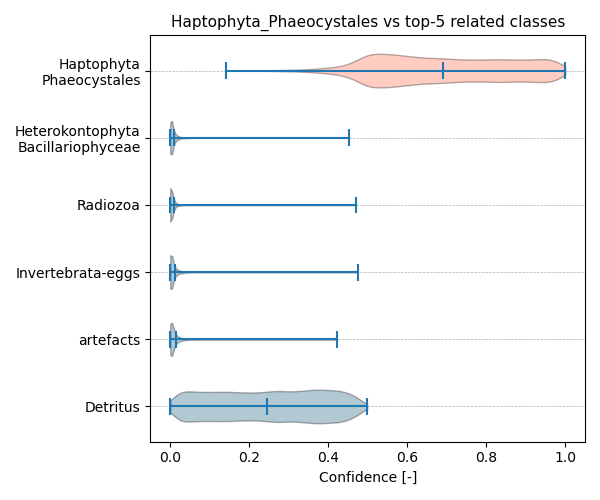 Haptophyta_Phaeocystales vs top-5 related classes
Haptophyta
Phaeocystales
Heterokontophyta
Bacillariophyceae
Radiozoa
Invertebrata-eggs
artefacts
Detritus
0.0 0.2 0.4 0.6 0.8 1.0
Confidence [-]